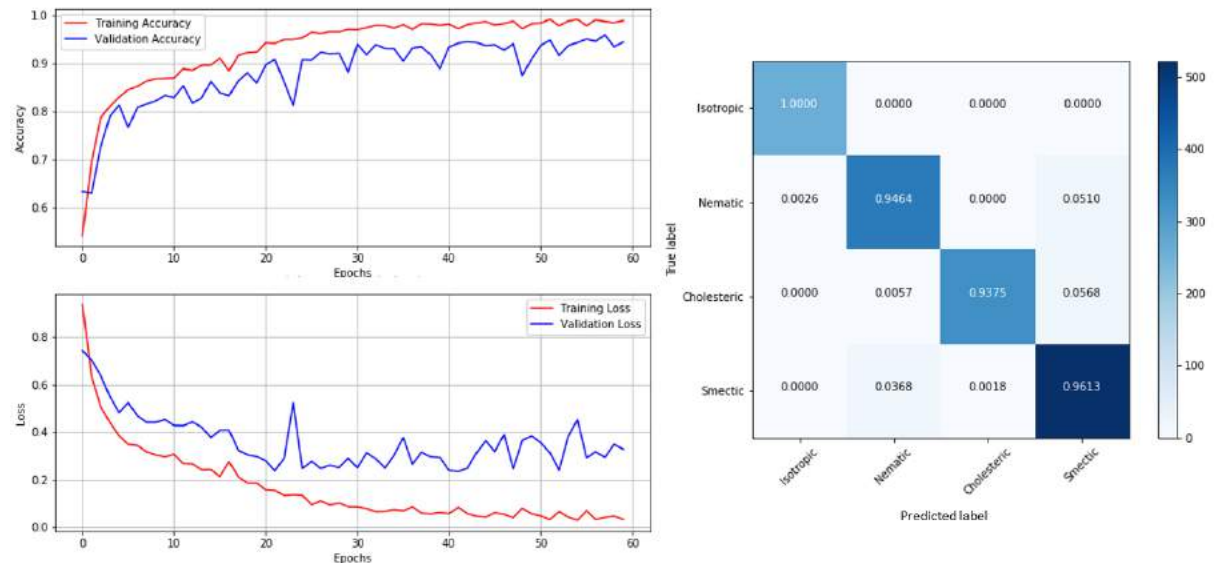 1.0
0.9
0.8
0.7
0.6
Accuracy
Training Accuracy
Validation Accuracy
0 10 20 30 40 50 60
Epochs
0.8
0.6
0.4
0.2
0.0
Loss
Training Loss
Validation Loss
0 10 20 30 40 50 60
Epochs
True label
Isotropic 1.0000 0.0000 0.0000 0.0000
Nematic 0.0026 0.9464 0.0000 0.0510
Cholesteric 0.0000 0.0057 0.9375 0.0568
Smectic 0.0000 0.0368 0.0018 0.9613
Isotropic Nematic Cholesteric Smectic
Predicted label
500
400
300
200
100
0